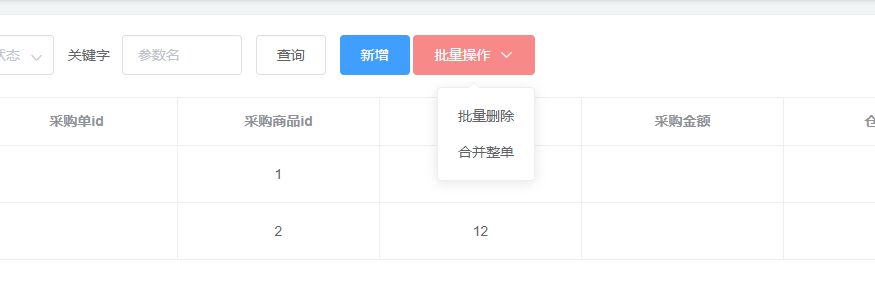 状态 关键字 参数名 查询 新增 批量操作
批量删除
合并整单
采购单id 采购商品id 采购金额 仓
1
2 12